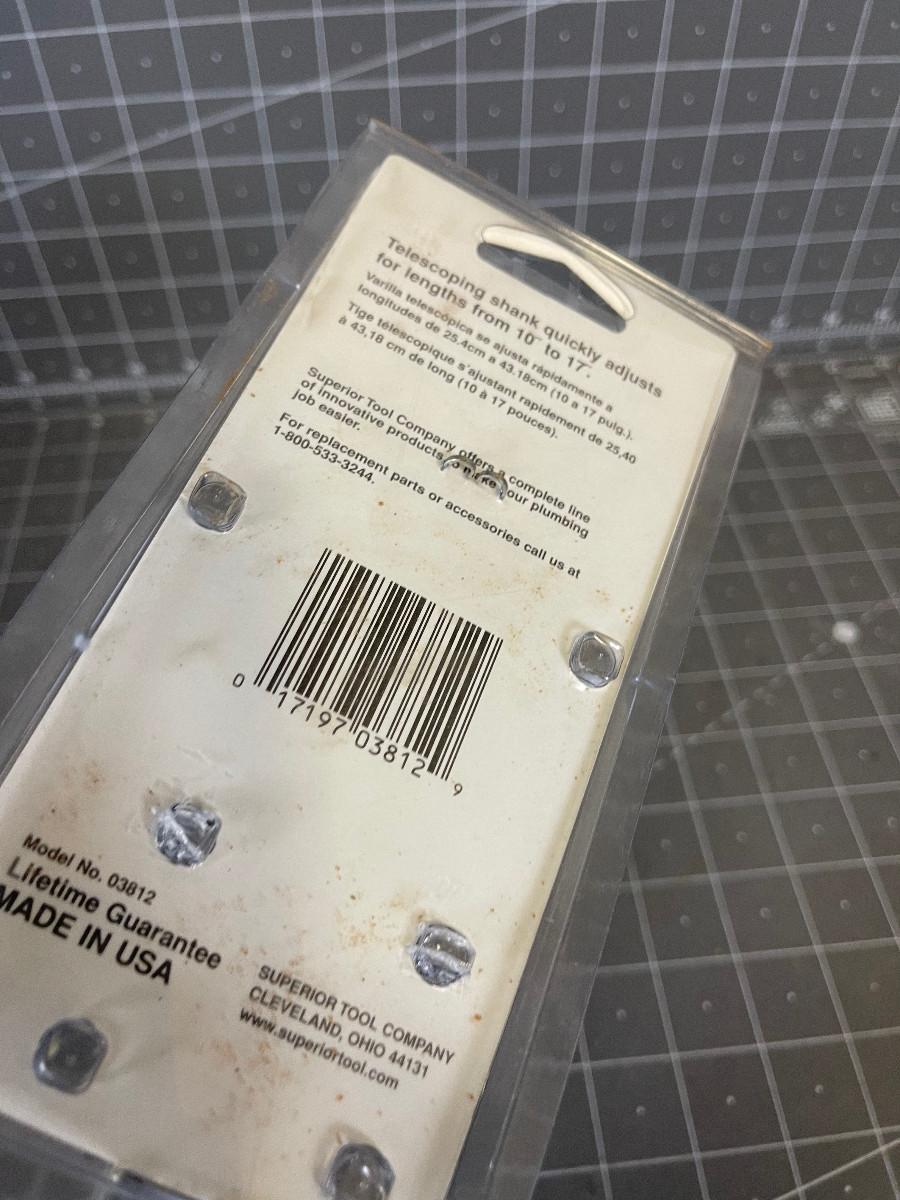 Telescoping shank quickly adjusts
for lengths from 10" to 17".
Varilla telescópica se ajusta rápidamente a
longitudes de 25.4cm a 43.18cm (10 a 17 pulg.).
Tige télescopique s'ajustant rapidement de 25,40
à 43,18 cm de long (10 à 17 pouces).
Superior Tool Company offers a complete line
of innovative products to make your plumbing
job easier.
For replacement parts or accessories call us at
1-800-533-3244.
0 17197 03812 9
Model No. 03812
Lifetime Guarantee
MADE IN USA
SUPERIOR TOOL COMPANY
CLEVELAND, OHIO 44131
www.superiortool.com